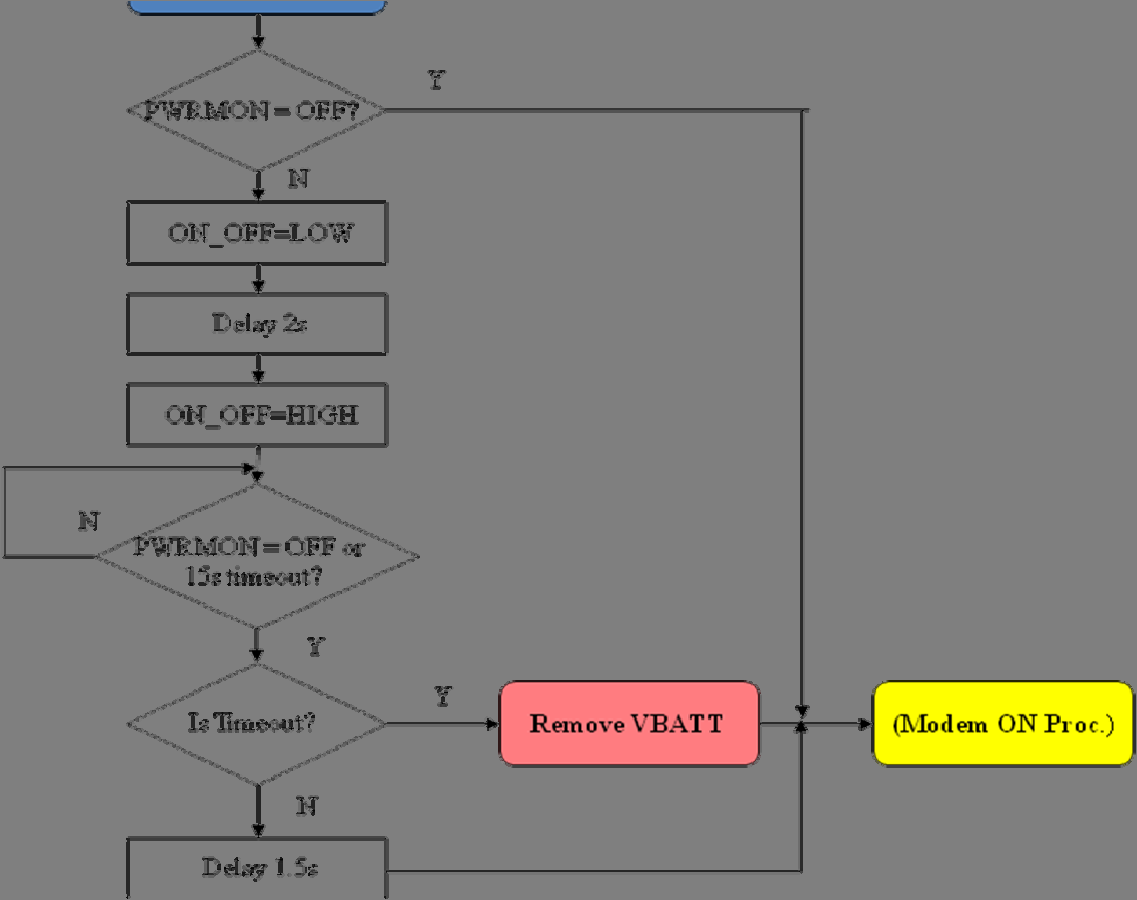 Y
PWRMON = OFF?
N
ON_OFF=LOW
Delay 2s
ON_OFF=HIGH
N
PWRMON = OFF or
15s timeout?
Y
Y
Is Timeout?
Remove VBATT
(Modem ON Proc.)
N
Delay 1.5s